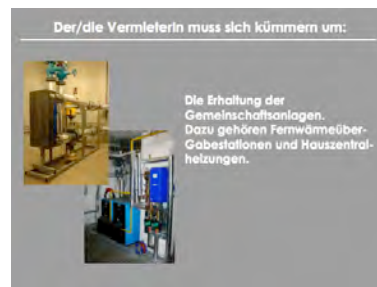 Der/die VermieterIn muss sich kümmern um:
Die Erhaltung der
Gemeinschaftsanlagen.
Dazu gehören Fernwärmeüber-
Gabestationen und Hauszentral-
heizungen.